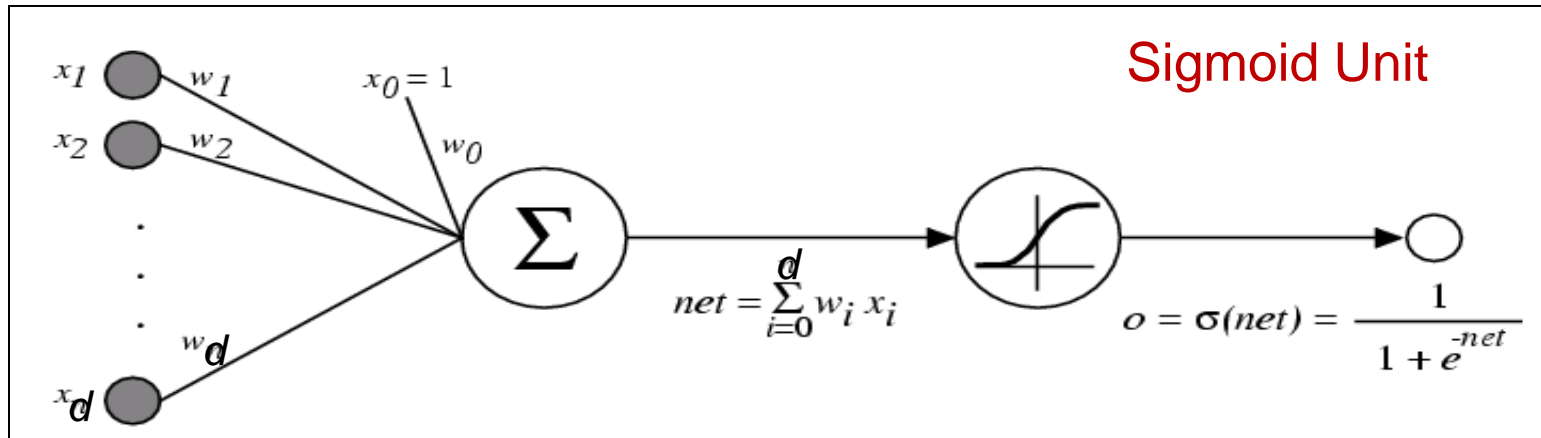 Sigmoid Unit
x1
w1
x0 = 1
x2
w2
w0
Σ
wd
xd
d
net = Σ wi xi
i=0
o = σ(net) = 1
1 + e^-net